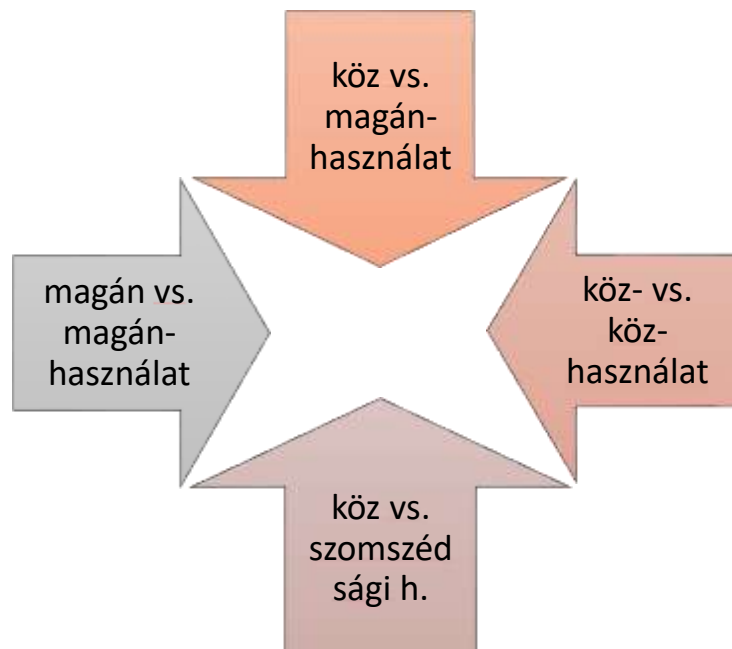 köz vs.
magán-
használat
magán vs.
magán-
használat
köz- vs.
köz-
használat
köz vs.
szomszéd
sági h.